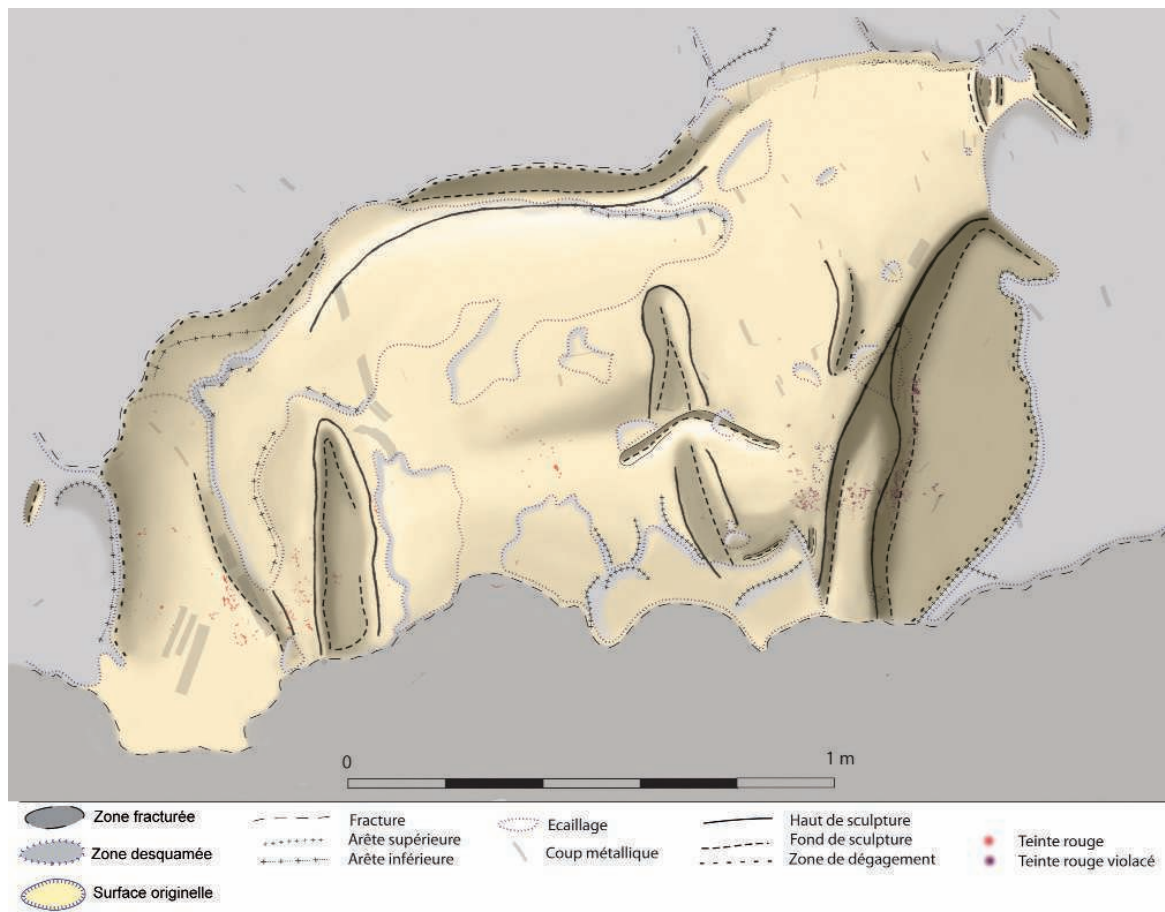 0 1 m
Zone fracturée
Zone desquamée
Surface originelle
Fracture
Arête supérieure
Arête inférieure
Ecaillage
Coup métallique
Haut de sculpture
Fond de sculpture
Zone de dégagement
Teinte rouge
Teinte rouge violacé